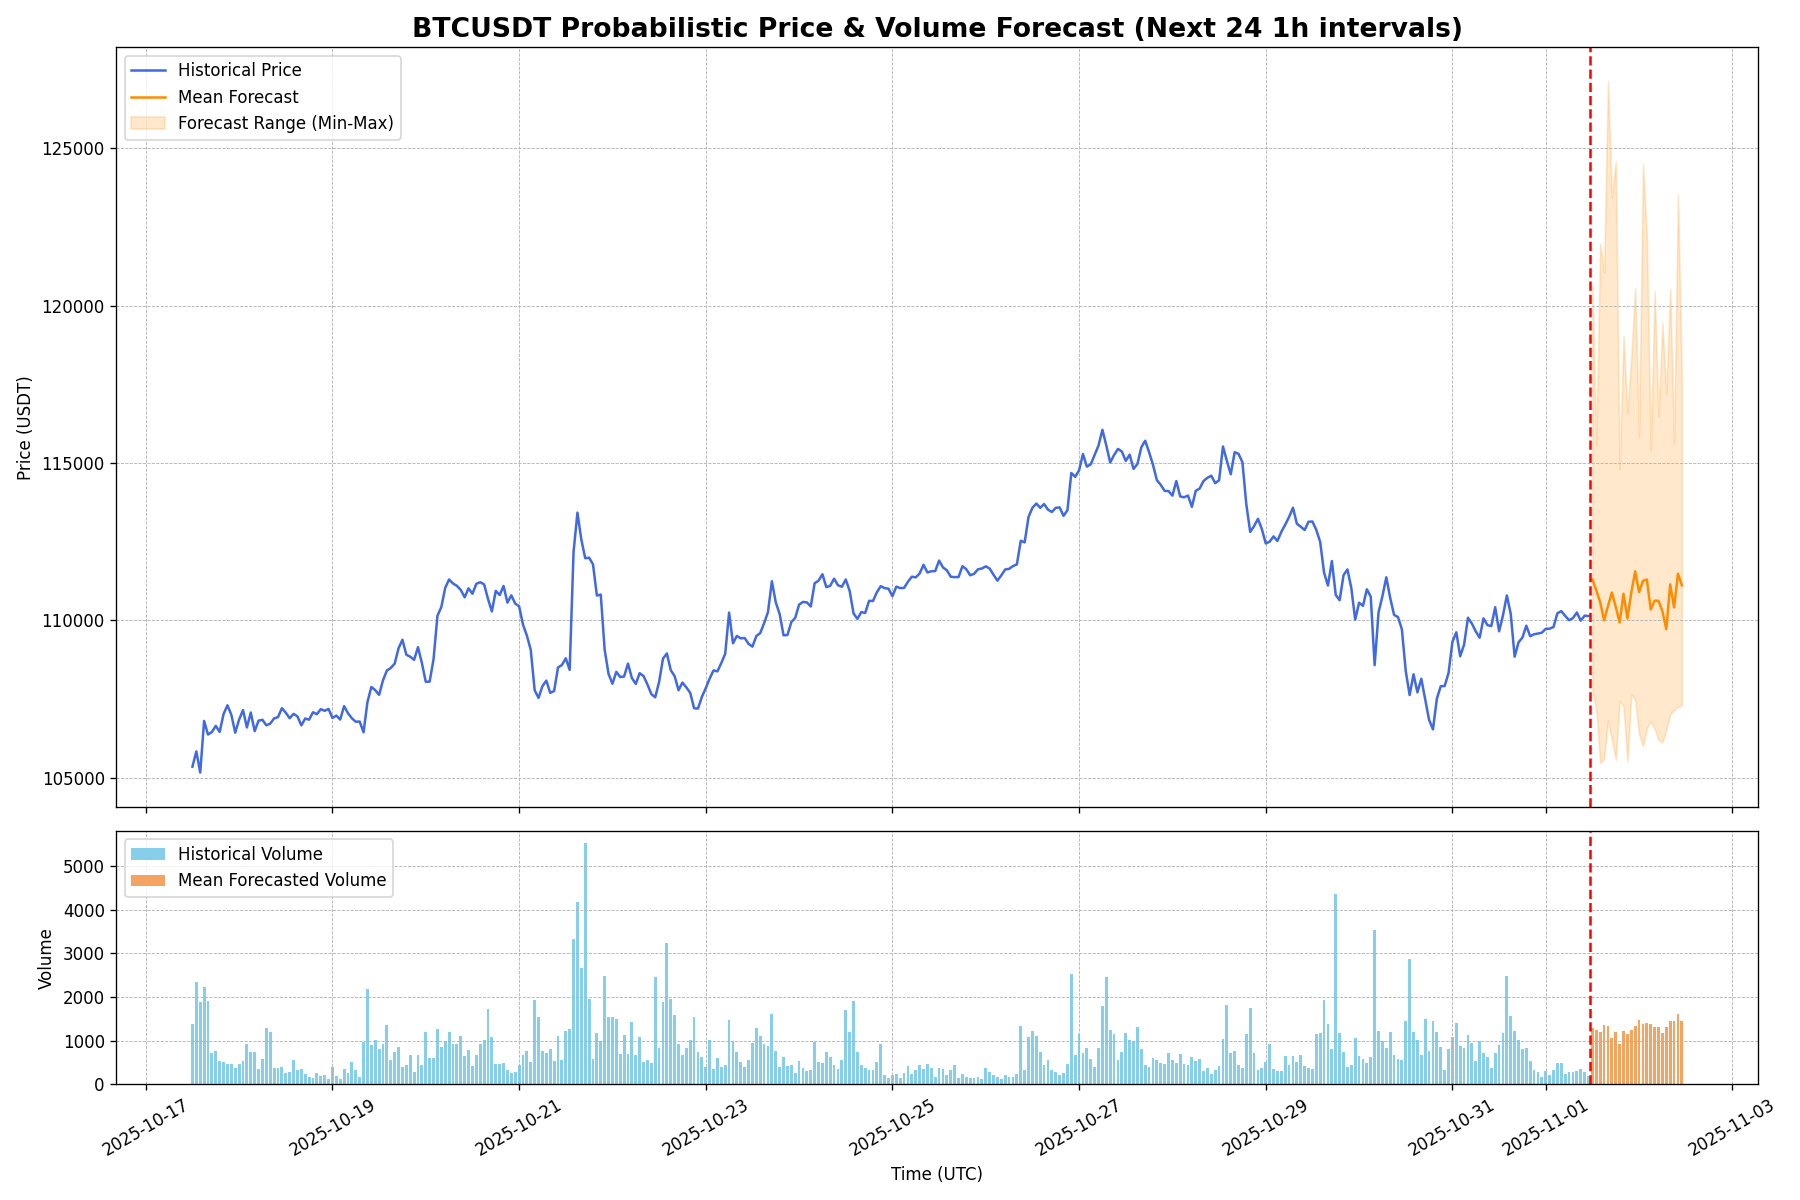 BTCUSDT Probabilistic Price & Volume Forecast (Next 24 1h intervals)
Historical Price
Mean Forecast
Forecast Range (Min-Max)
125000
120000
115000
110000
105000
Price (USDT)
Historical Volume
Mean Forecasted Volume
5000
4000
3000
2000
1000
0
Volume
2025-10-17
2025-10-19
2025-10-21
2025-10-23
2025-10-25
2025-10-27
2025-10-29
2025-10-31
2025-11-01
2025-11-03
Time (UTC)